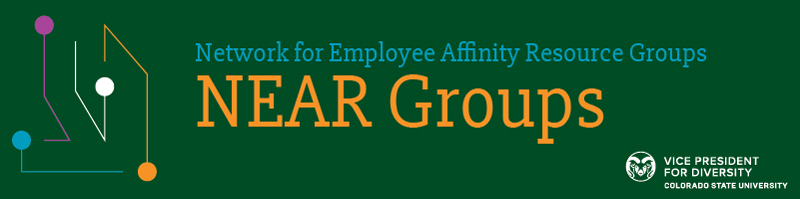 Network for Employee Affinity Resource Groups
NEAR Groups
VICE PRESIDENT
FOR DIVERSITY
COLORADO STATE UNIVERSITY